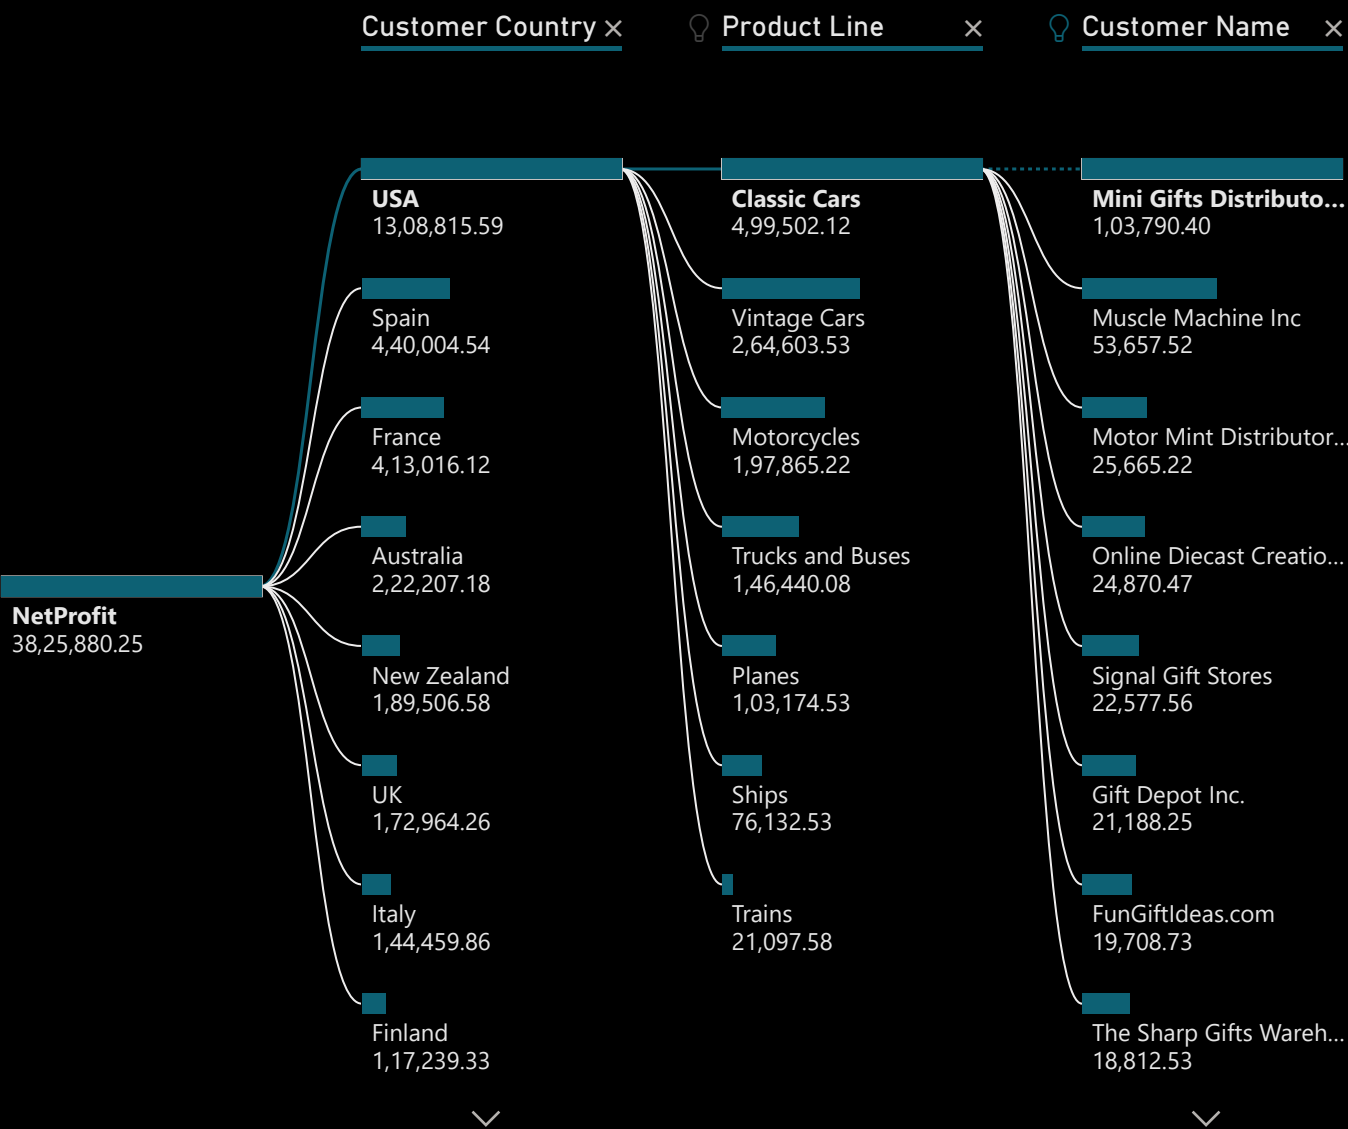 Customer Country
Product Line
Customer Name
NetProfit
38,25,880.25
USA
13,08,815.59
Spain
4,40,004.54
France
4,13,016.12
Australia
2,22,207.18
New Zealand
1,89,506.58
UK
1,72,964.26
Italy
1,44,459.86
Finland
1,17,239.33
Classic Cars
4,99,502.12
Vintage Cars
2,64,603.53
Motorcycles
1,97,865.22
Trucks and Buses
1,46,440.08
Planes
1,03,174.53
Ships
76,132.53
Trains
21,097.58
Mini Gifts Distributo...
1,03,790.40
Muscle Machine Inc
53,657.52
Motor Mint Distributor...
25,665.22
Online Diecast Creatio...
24,870.47
Signal Gift Stores
22,577.56
Gift Depot Inc.
21,188.25
FunGiftIdeas.com
19,708.73
The Sharp Gifts Wareh...
18,812.53